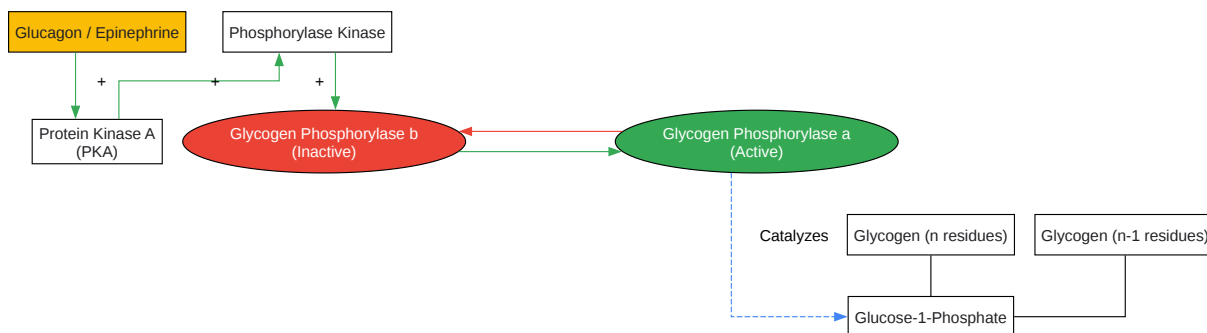 Glucagon / Epinephrine
Phosphorylase Kinase
+
+
+
Protein Kinase A
(PKA)
Glycogen Phosphorylase b
(Inactive)
Glycogen Phosphorylase a
(Active)
Catalyzes
Glycogen (n residues)
Glycogen (n-1 residues)
Glucose-1-Phosphate